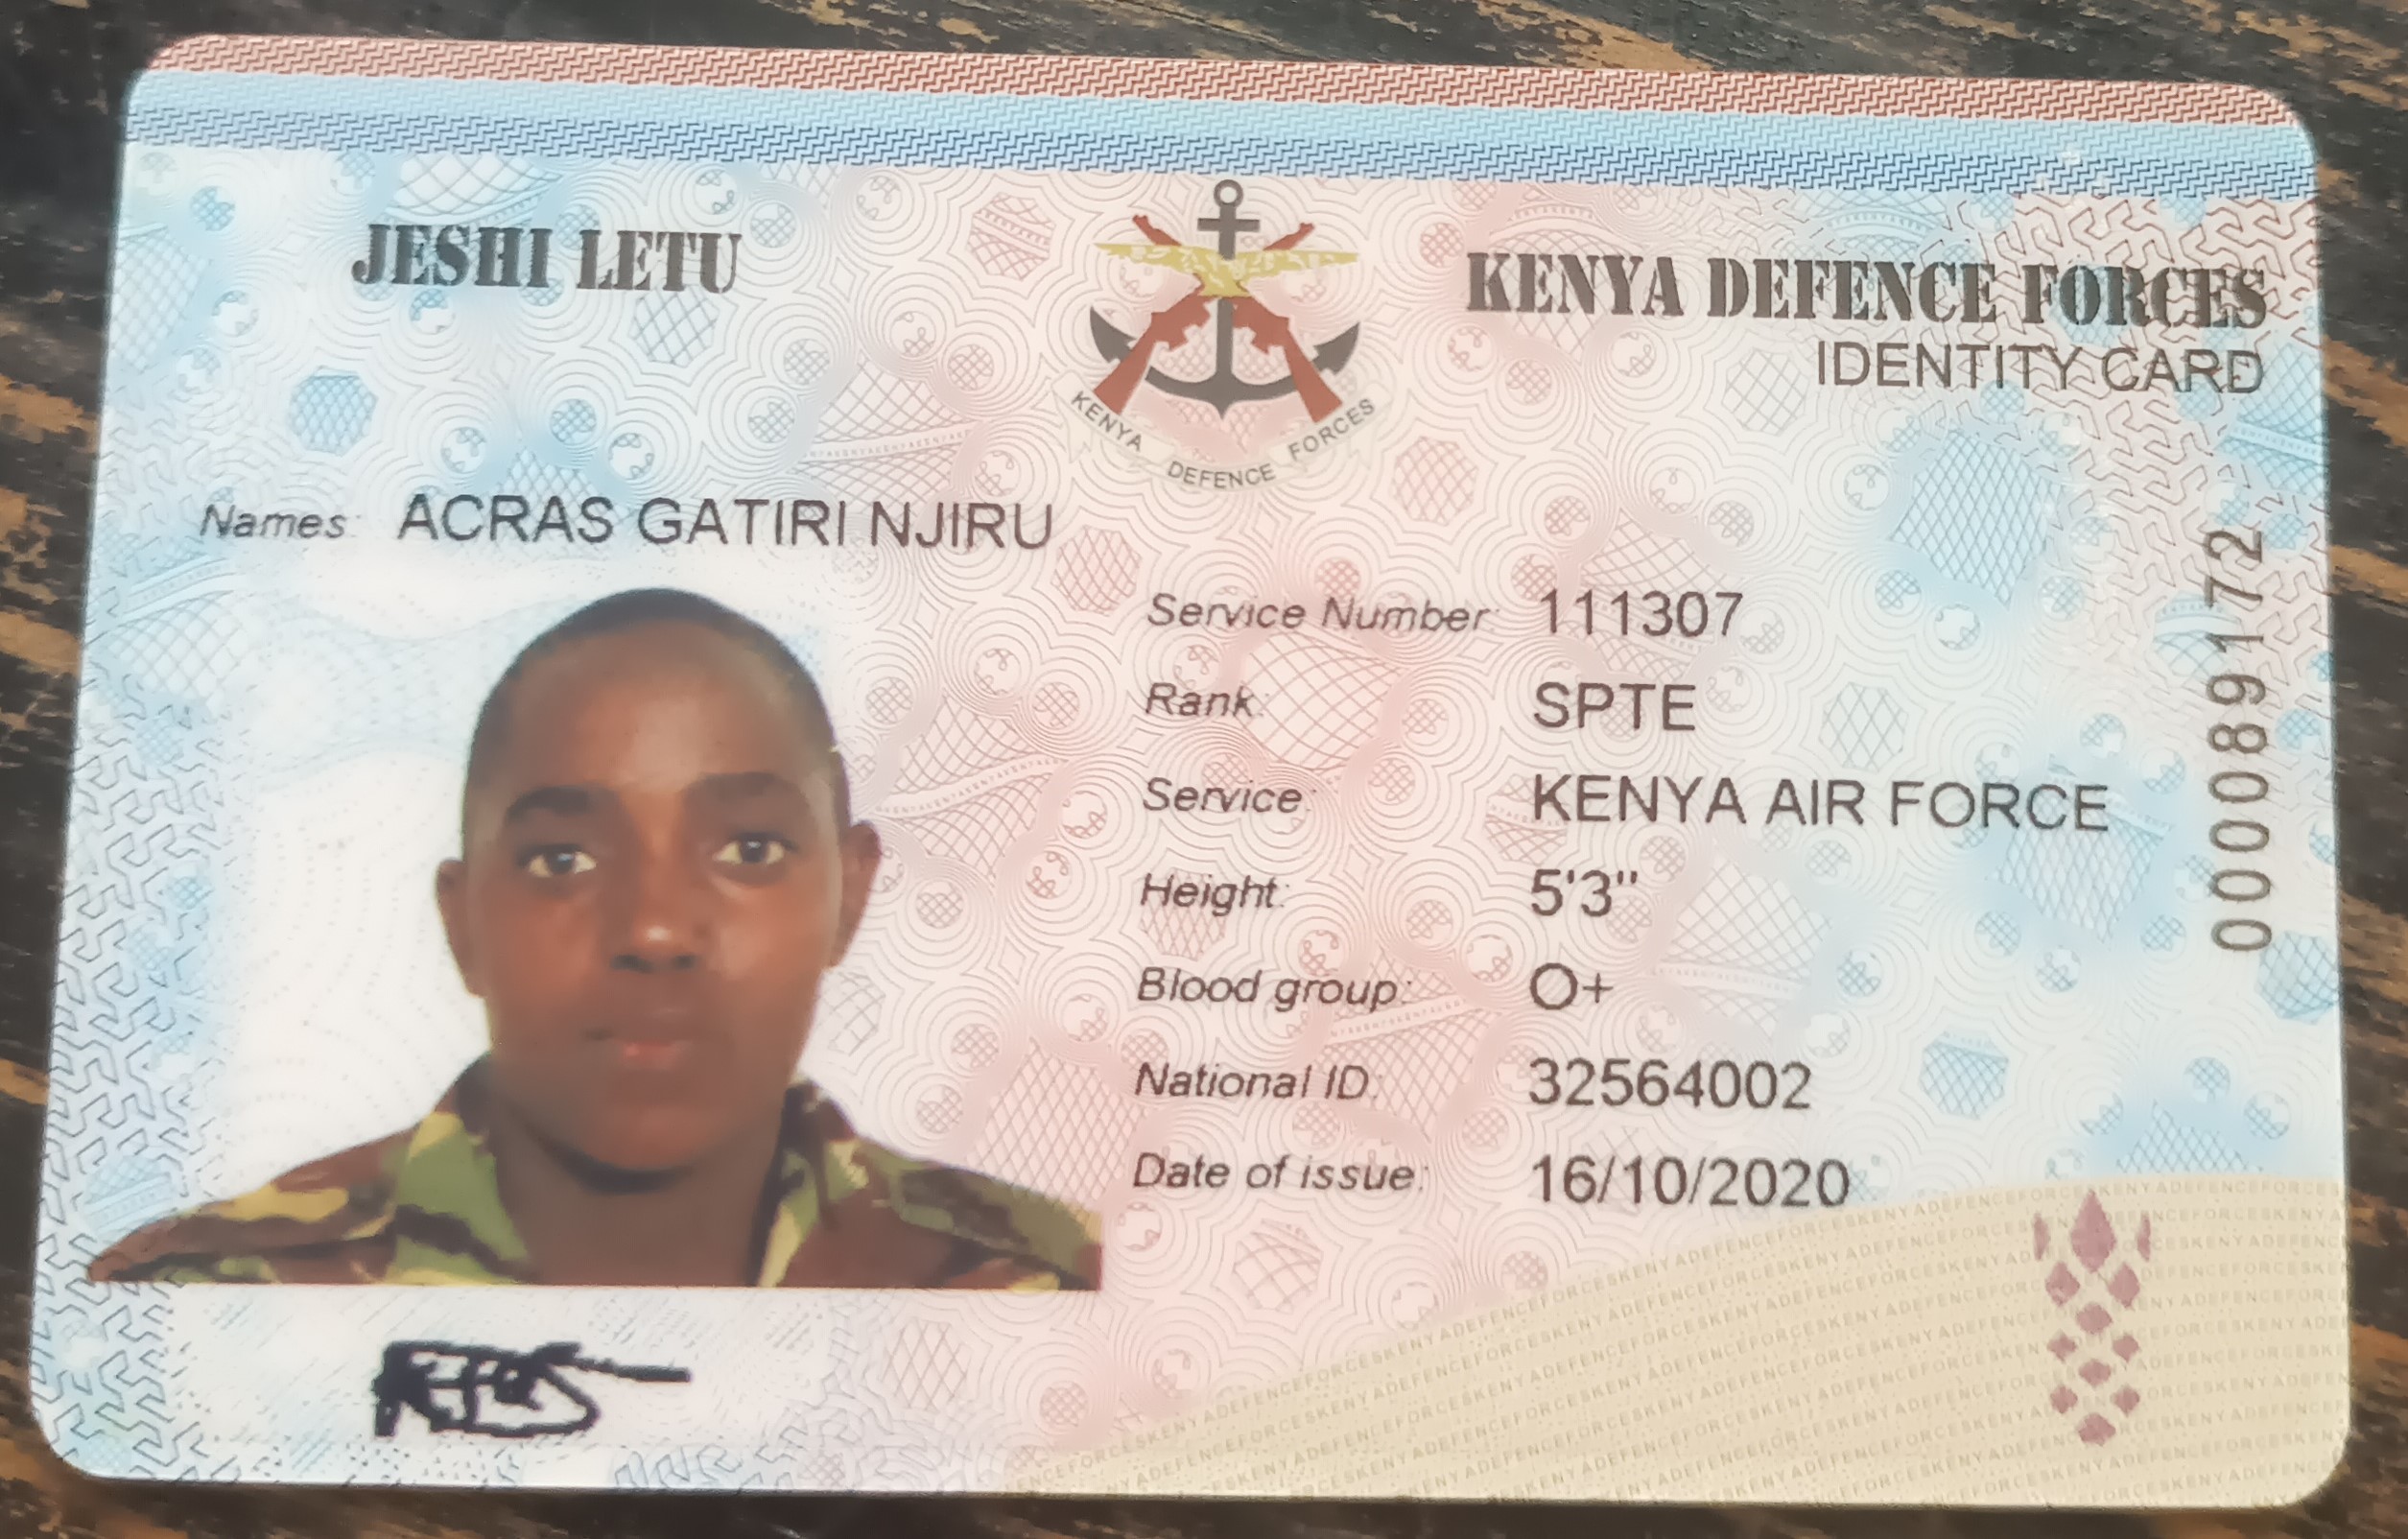 JESHI LETU
KENYA DEFENCE FORCES
IDENTITY CARD
KENYA DEFENCE FORCES
Names: ACRAS GATIRI NJIRU
Service Number: 111307
Rank: SPTE
Service: KENYA AIR FORCE
Height: 5'3"
Blood group: O+
National ID: 32564002
Date of issue: 16/10/2020
000089172